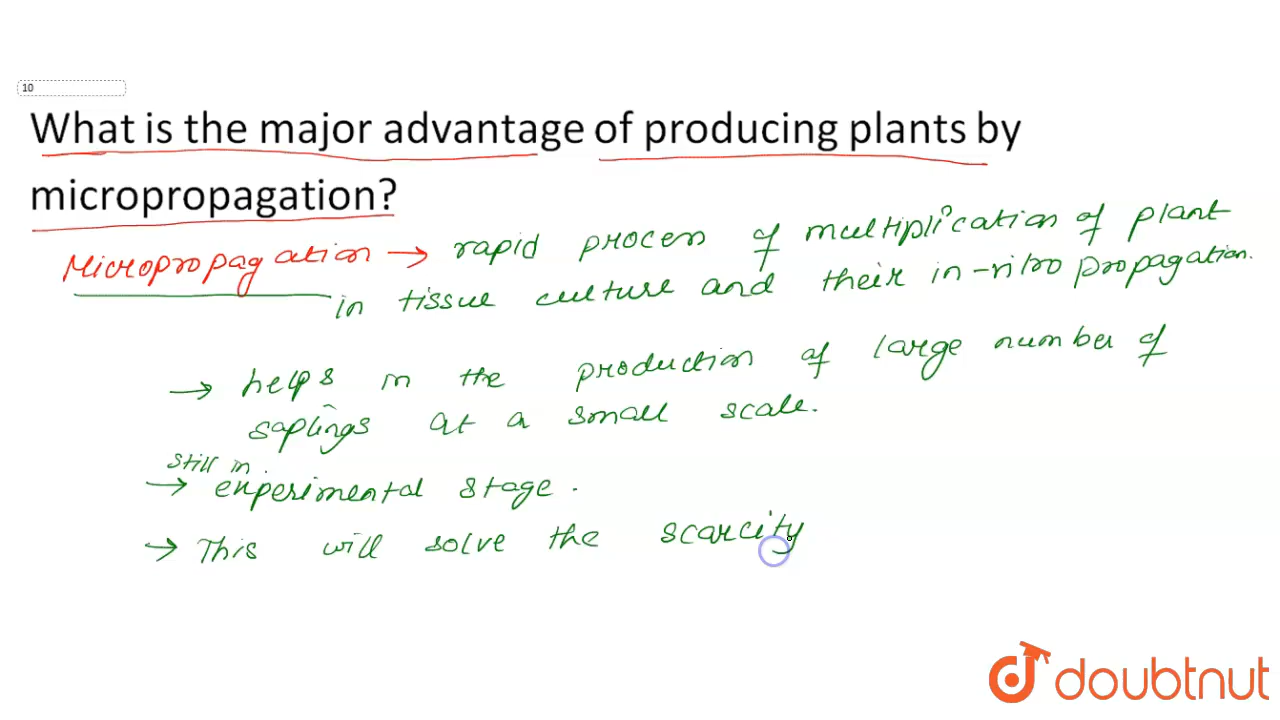 10
What is the major advantage of producing plants by
micropropagation?
Micropropagation → rapid process of multiplication of plant
in tissue culture and their in-vitro propagation.
→ helps in the production of large number of
saplings at a small scale.
still in
→ experimental stage.
→ This will solve the scarcity
doubtnut